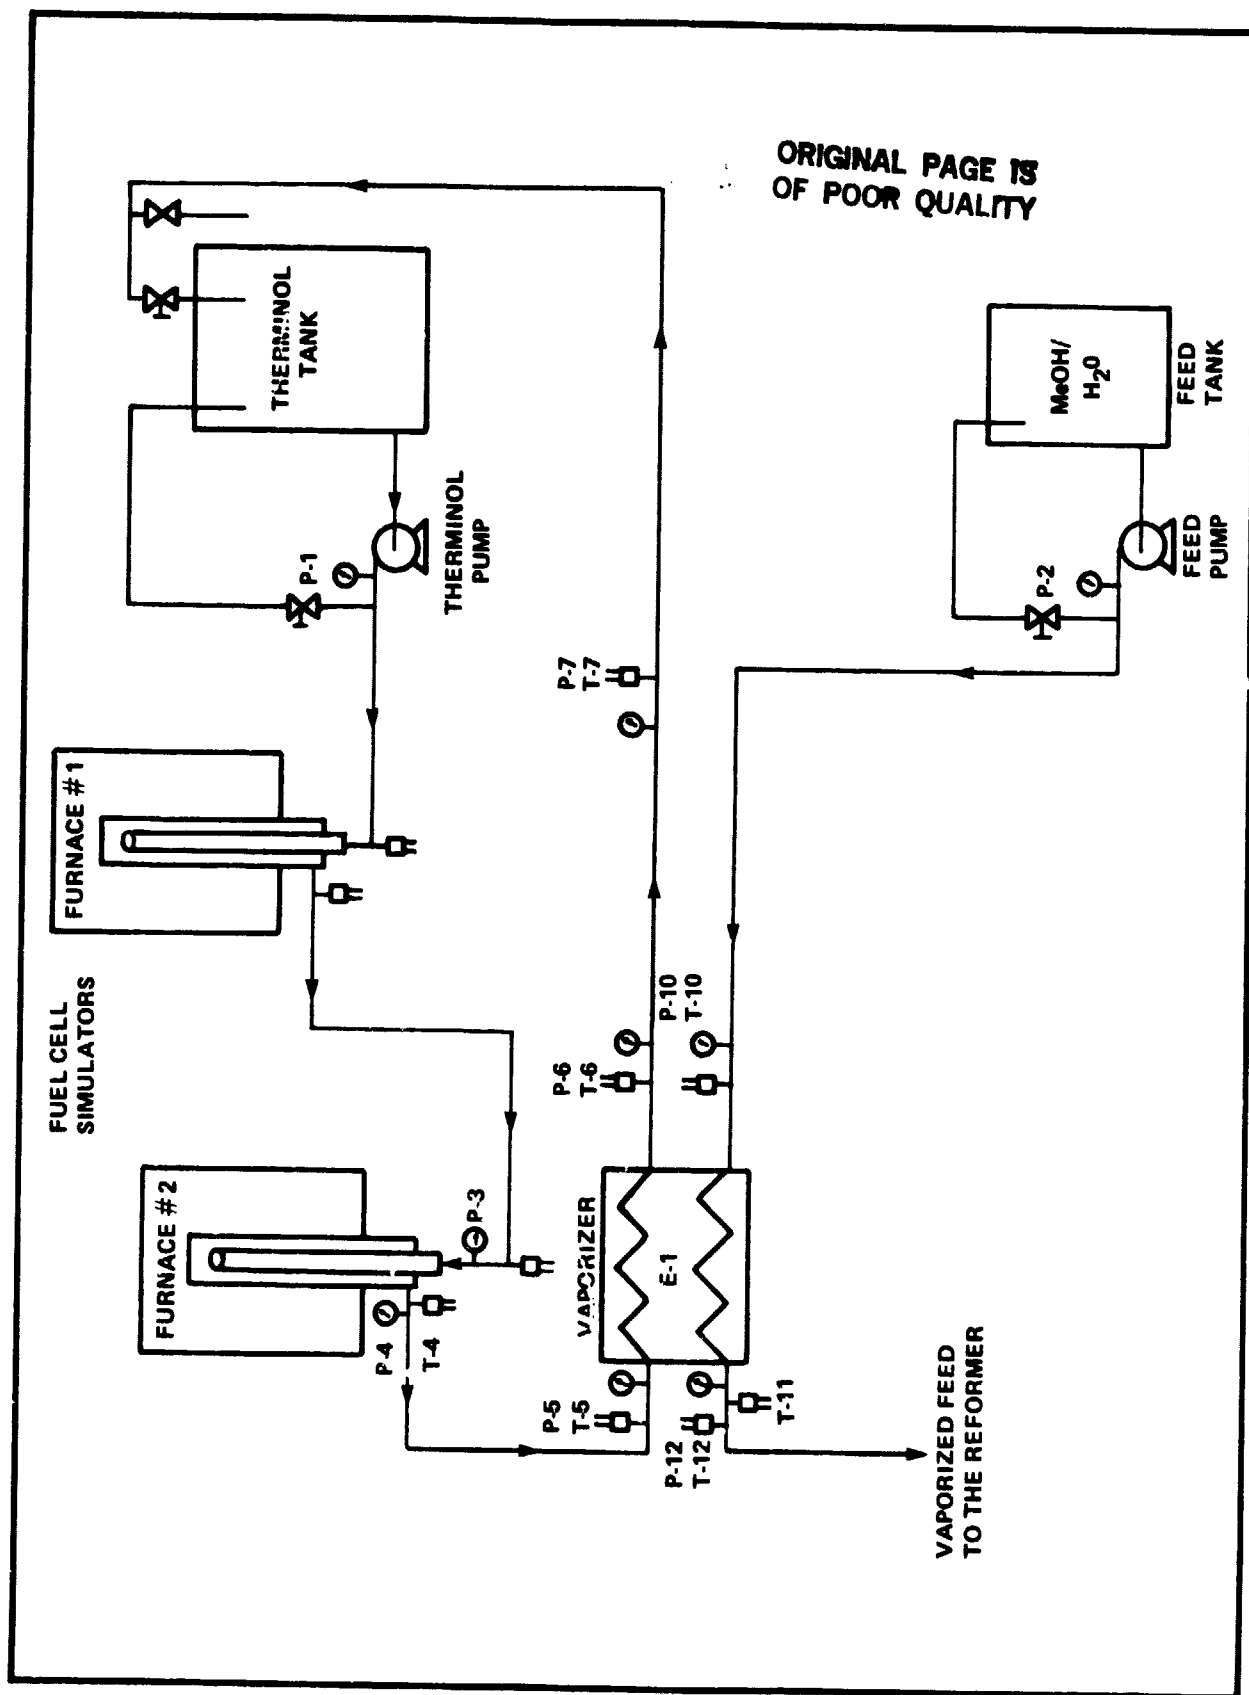 ORIGINAL PAGE IS
OF POOR QUALITY
FUEL CELL
SIMULATORS
FURNACE #2
FURNACE #1
THERMINOL
TANK
THERMINOL
PUMP
P-1
P-3
P-4
T-4
P-5
T-5
P-6
T-6
P-7
T-7
VAPORIZER
E-1
P-10
T-10
P-12
T-12
T-11
P-2
MeOH/
H₂O
FEED
TANK
FEED
PUMP
VAPORIZED FEED
TO THE REFORMER